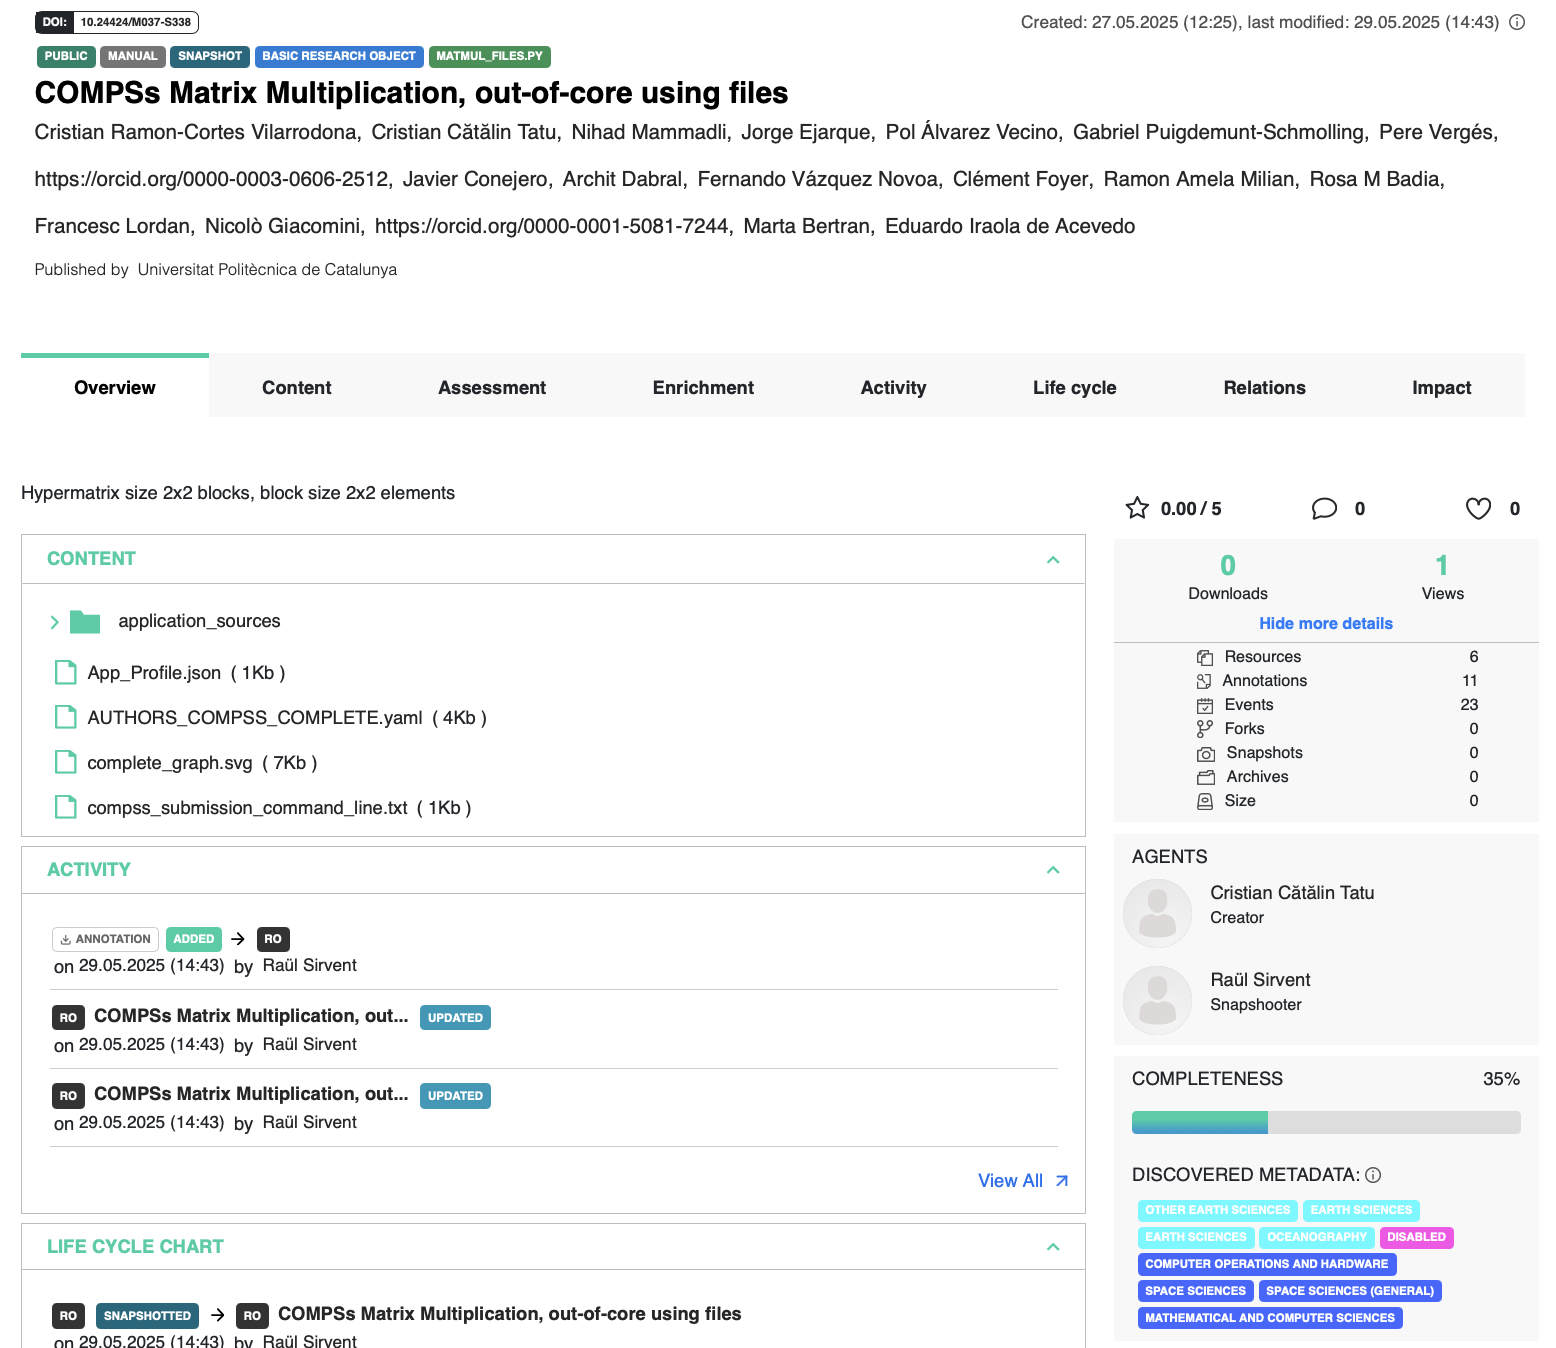 DOI: 10.24424/M037-S338
Created: 27.05.2025 (12:25), last modified: 29.05.2025 (14:43)
PUBLIC MANUAL SNAPSHOT BASIC RESEARCH OBJECT MATMUL_FILES.PY
COMPSs Matrix Multiplication, out-of-core using files
Cristian Ramon-Cortes Vilarrodona, Cristian Cătălin Tatu, Nihad Mammadli, Jorge Ejarque, Pol Álvarez Vecino, Gabriel Puigdemunt-Schmolling, Pere Vergés,
https://orcid.org/0000-0003-0606-2512, Javier Conejero, Archit Dabral, Fernando Vázquez Novoa, Clément Foyer, Ramon Amela Milian, Rosa M Badia,
Francesc Lordan, Nicolò Giacomini, https://orcid.org/0000-0001-5081-7244, Marta Bertran, Eduardo Iraola de Acevedo
Published by Universitat Politècnica de Catalunya
Overview Content Assessment Enrichment Activity Life cycle Relations Impact
Hypermatrix size 2x2 blocks, block size 2x2 elements
CONTENT
application_sources
App_Profile.json ( 1Kb )
AUTHORS_COMPSS_COMPLETE.yaml ( 4Kb )
complete_graph.svg ( 7Kb )
compss_submission_command_line.txt ( 1Kb )
ACTIVITY
ANNOTATION ADDED → RO
on 29.05.2025 (14:43) by Raül Sirvent
RO COMPSs Matrix Multiplication, out... UPDATED
on 29.05.2025 (14:43) by Raül Sirvent
RO COMPSs Matrix Multiplication, out... UPDATED
on 29.05.2025 (14:43) by Raül Sirvent
View All
LIFE CYCLE CHART
RO SNAPSHOTTED → RO COMPSs Matrix Multiplication, out-of-core using files
on 29.05.2025 (14:43) by Raül Sirvent
0.00 / 5 0 0
0 1
Downloads Views
Hide more details
Resources 6
Annotations 11
Events 23
Forks 0
Snapshots 0
Archives 0
Size 0
AGENTS
Cristian Cătălin Tatu
Creator
Raül Sirvent
Snapshooter
COMPLETENESS 35%
DISCOVERED METADATA:
OTHER EARTH SCIENCES EARTH SCIENCES
EARTH SCIENCES OCEANOGRAPHY DISABLED
COMPUTER OPERATIONS AND HARDWARE
SPACE SCIENCES SPACE SCIENCES (GENERAL)
MATHEMATICAL AND COMPUTER SCIENCES